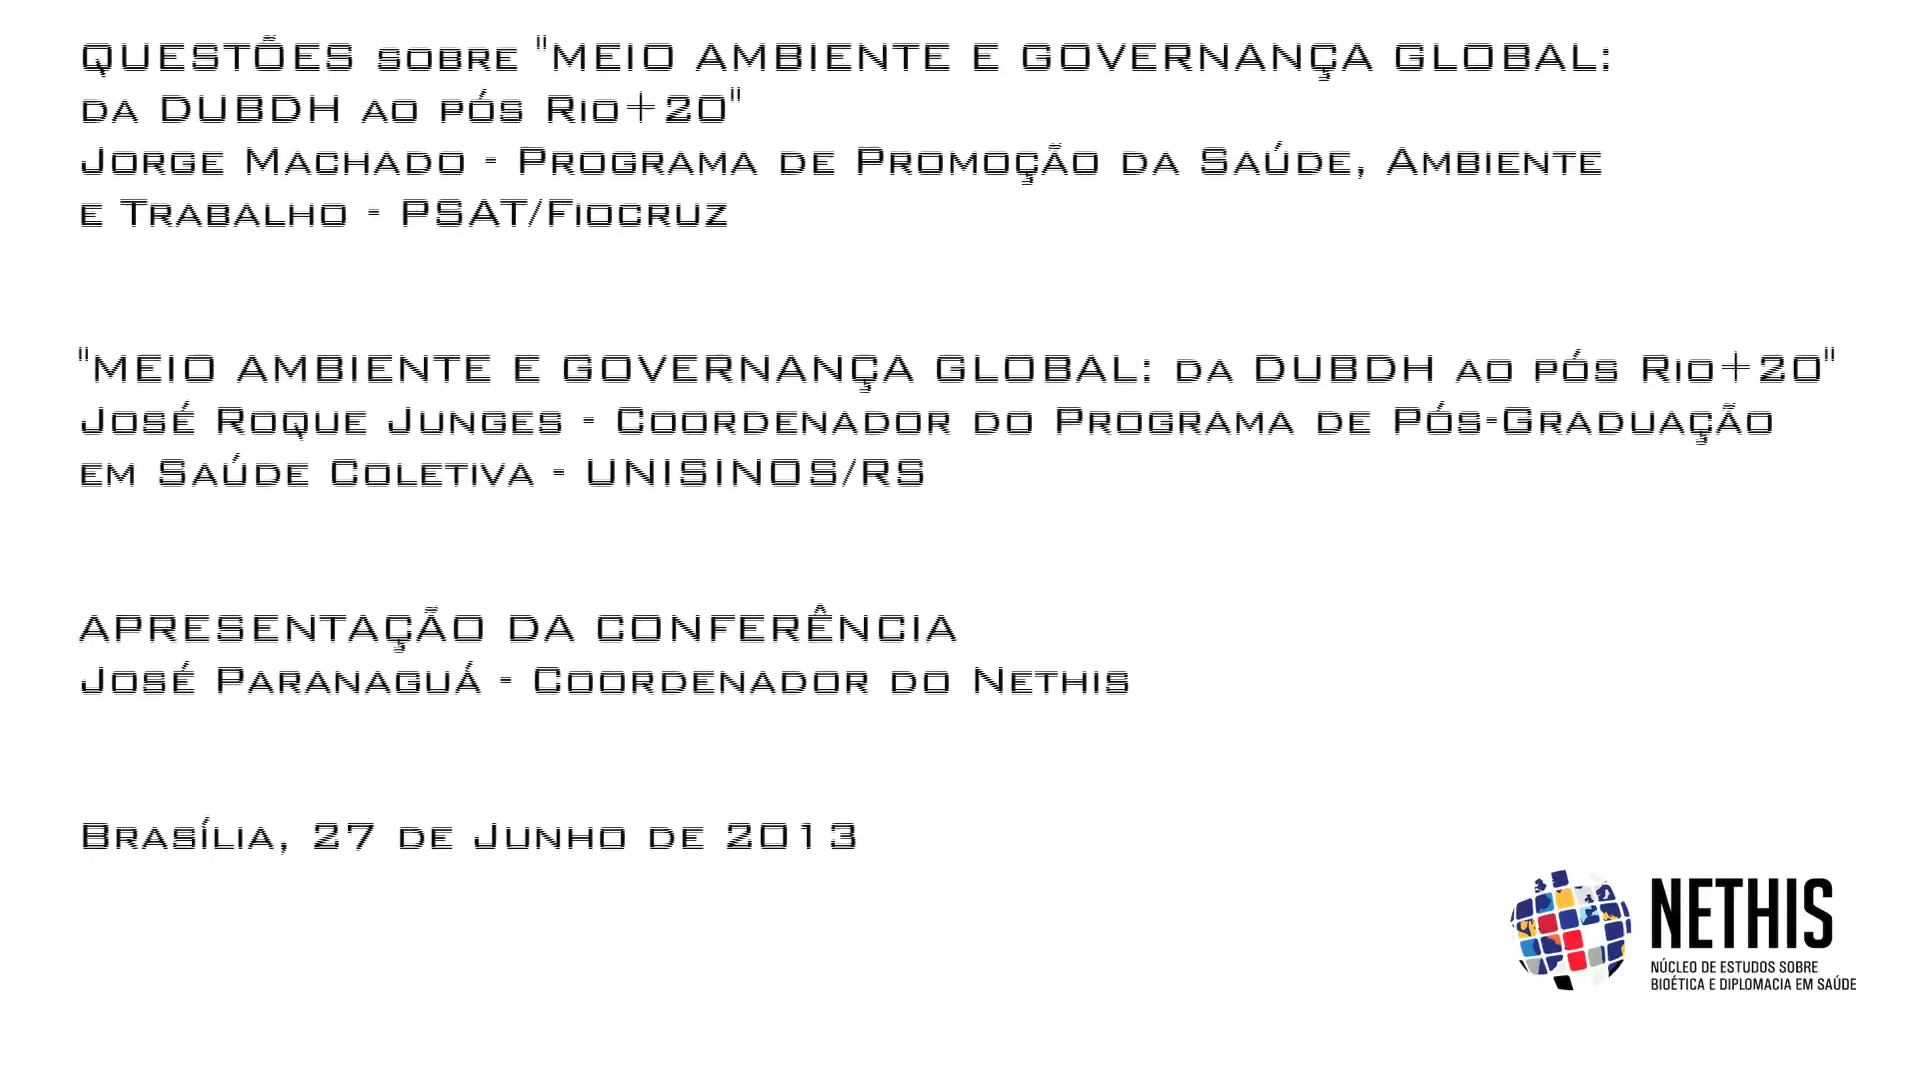 QUESTÕES sobre "MEIO AMBIENTE E GOVERNANÇA GLOBAL:
da DUBDH ao pós Rio+20"
Jorge Machado - Programa de Promoção da Saúde, Ambiente
e Trabalho - PSAT/Fiocruz
"MEIO AMBIENTE E GOVERNANÇA GLOBAL: da DUBDH ao pós Rio+20"
José Roque Junges - Coordenador do Programa de Pós-Graduação
em Saúde Coletiva - UNISINOS/RS
APRESENTAÇÃO DA CONFERÊNCIA
José Paranaguá - Coordenador do Nethis
Brasília, 27 de Junho de 2013
NETHIS
NÚCLEO DE ESTUDOS SOBRE
BIOÉTICA E DIPLOMACIA EM SAÚDE